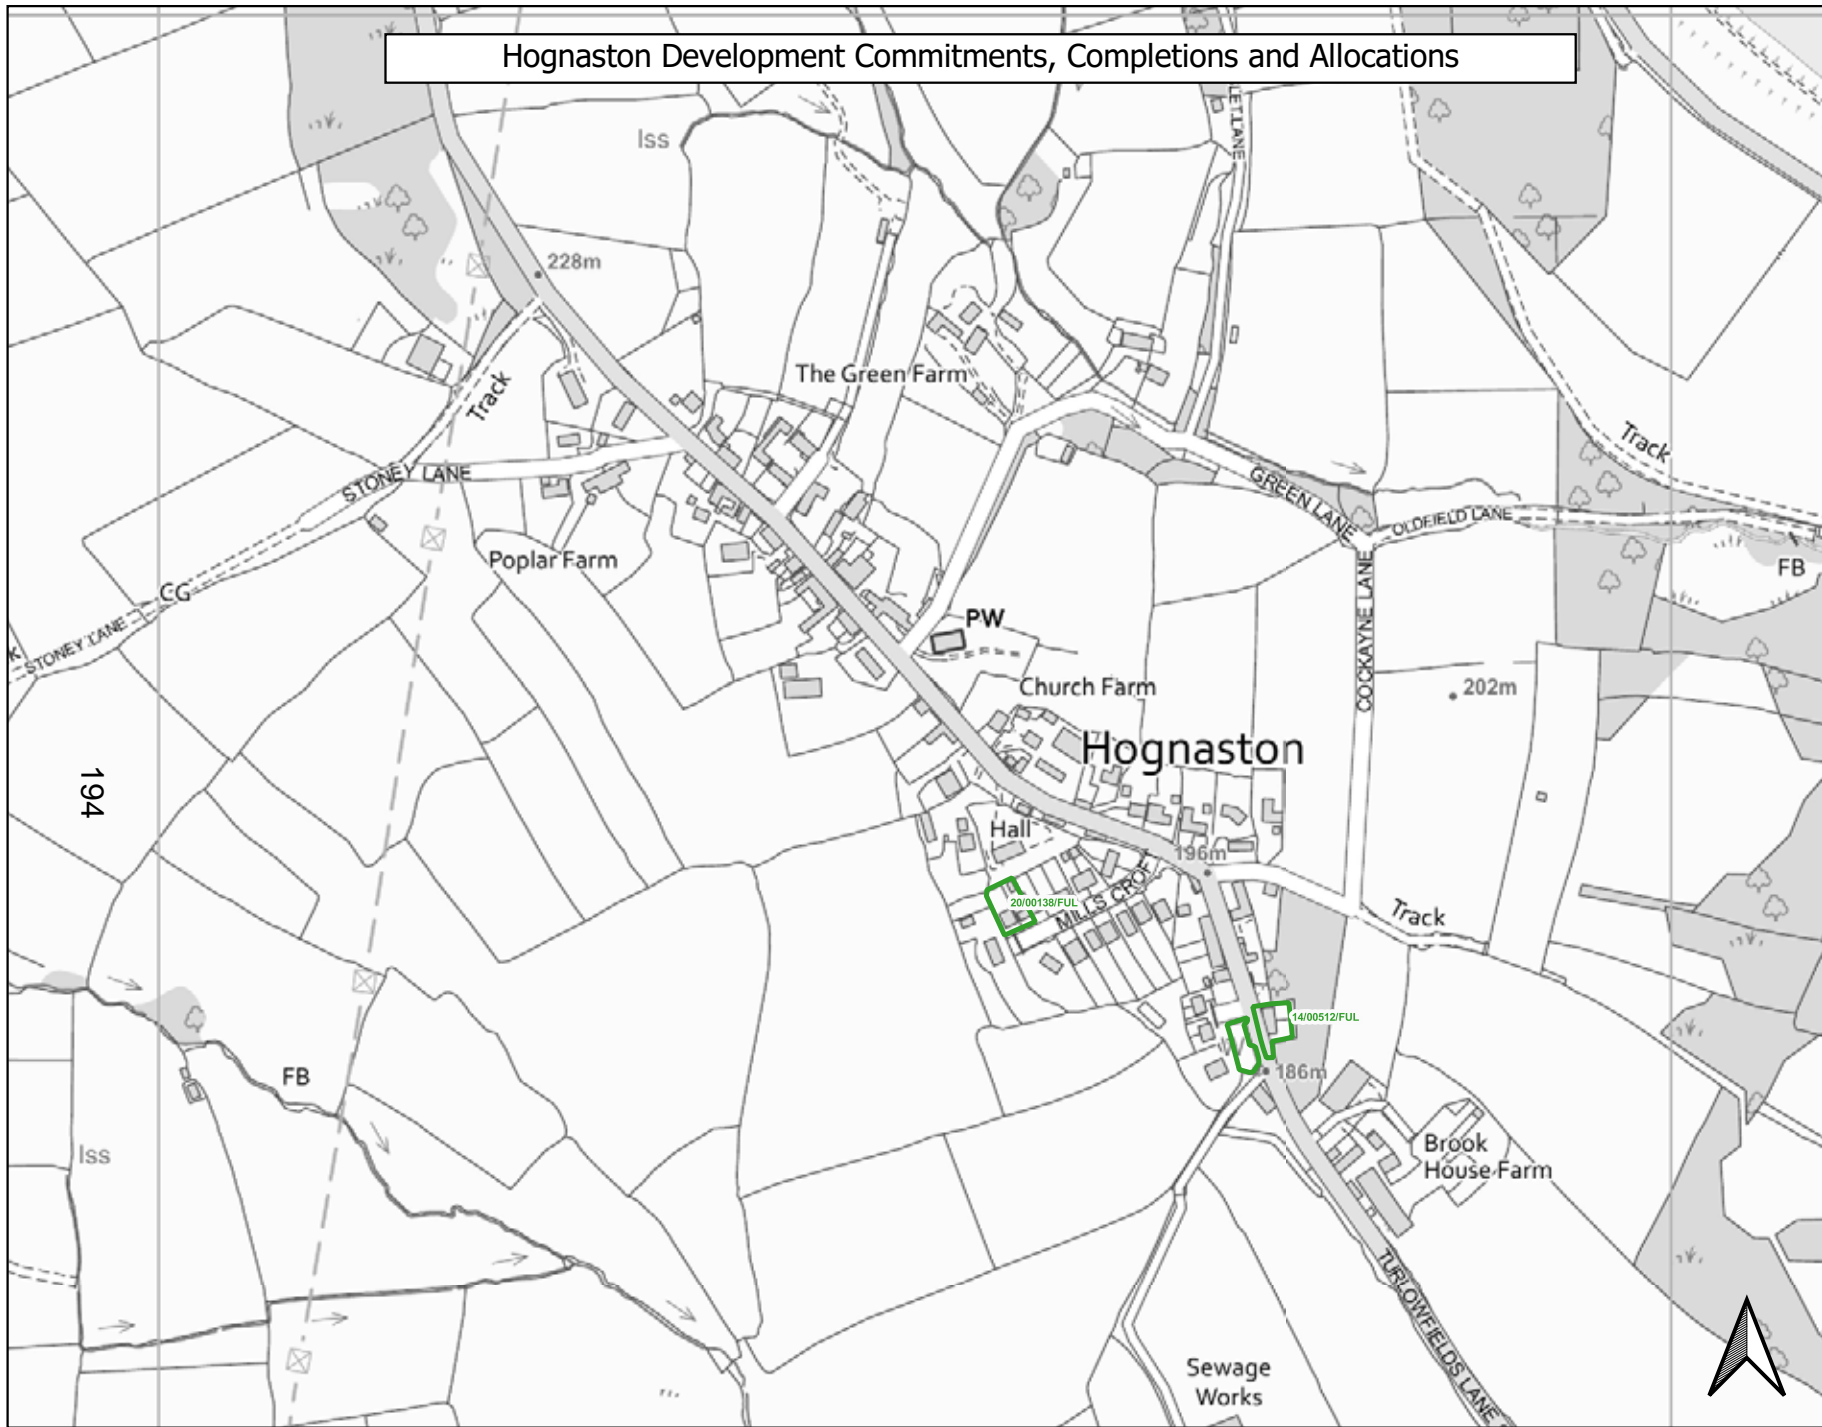 Hognaston Development Commitments, Completions and Allocations
Iss
LET LANE
228m
The Green Farm
Track
STONEY LANE
GREEN LANE
OLDFIELD LANE
Track
Poplar Farm
FB
CG
STONEY LANE
K
PW
COCKAYNE LANE
Church Farm
202m
Hognaston
194
Hall
196m
20/00138/FUL
MILLS CROFT
Track
14/00512/FUL
186m
FB
Brook
House Farm
Iss
TURLOWFIELDS LANE
Sewage
Works